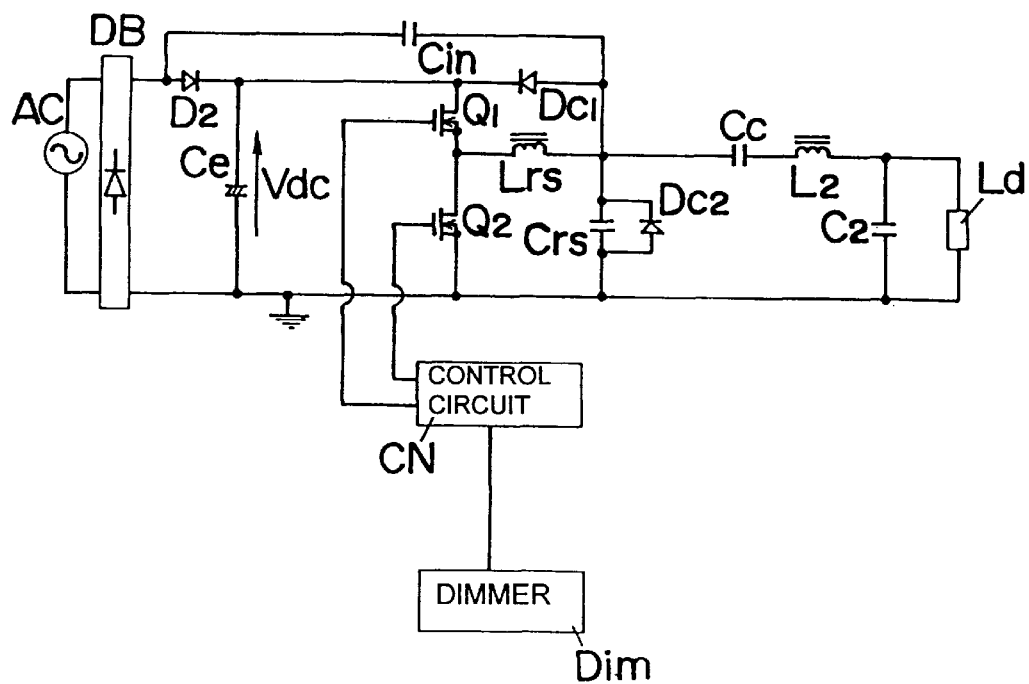 DB
Cin
AC
D2
Q1
Dc1
Cc
Ce
Vdc
Lrs
L2
Ld
Q2
Dc2
Crs
C2
CONTROL
CIRCUIT
CN
DIMMER
Dim